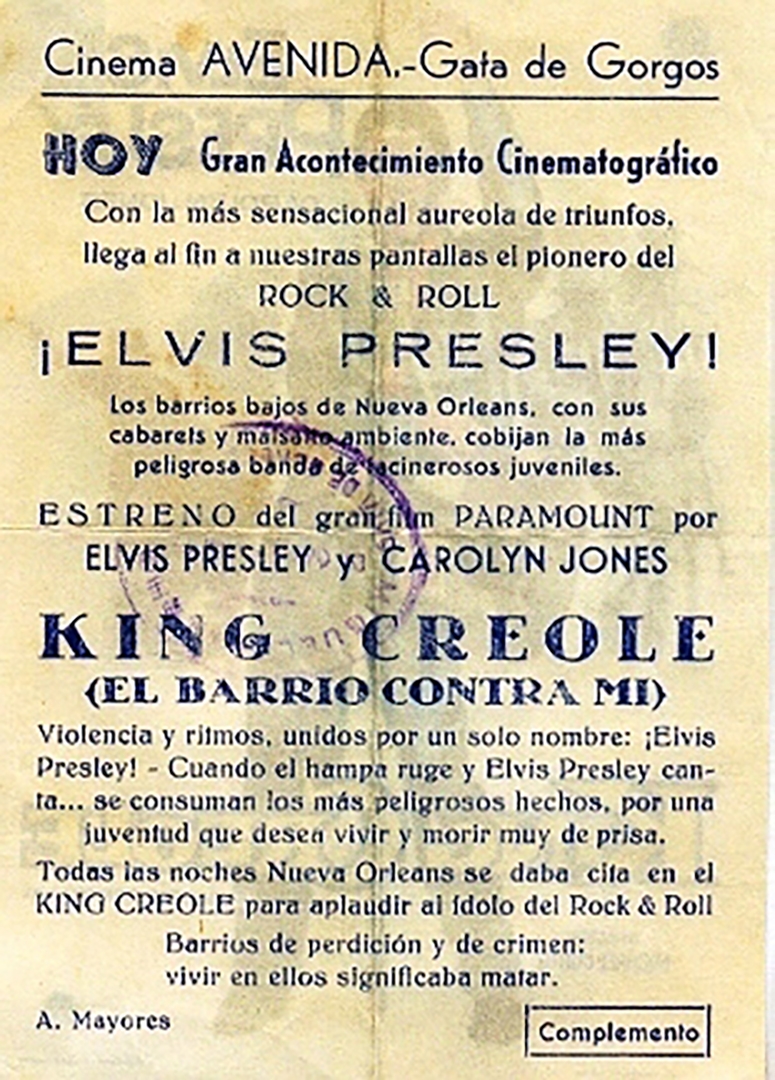 Cinema AVENIDA.-Gata de Gorgos
HOY Gran Acontecimiento Cinematográfico
Con la más sensacional aureola de triunfos,
llega al fin a nuestras pantallas el pionero del
ROCK & ROLL
¡ELVIS PRESLEY!
Los barrios bajos de Nueva Orleans, con sus
cabarets y malsano ambiente, cobijan la más
peligrosa banda de facinerosos juveniles.
ESTRENO del gran film PARAMOUNT por
ELVIS PRESLEY y CAROLYN JONES
KING CREOLE
(EL BARRIO CONTRA MI)
Violencia y ritmos, unidos por un solo nombre: ¡Elvis
Presley! - Cuando el hampa ruge y Elvis Presley can-
ta... se consuman los más peligrosos hechos, por una
juventud que desea vivir y morir muy de prisa.
Todas las noches Nueva Orleans se daba cita en el
KING CREOLE para aplaudir al ídolo del Rock & Roll
Barrios de perdición y de crimen:
vivir en ellos significaba matar.
A. Mayores
Complemento